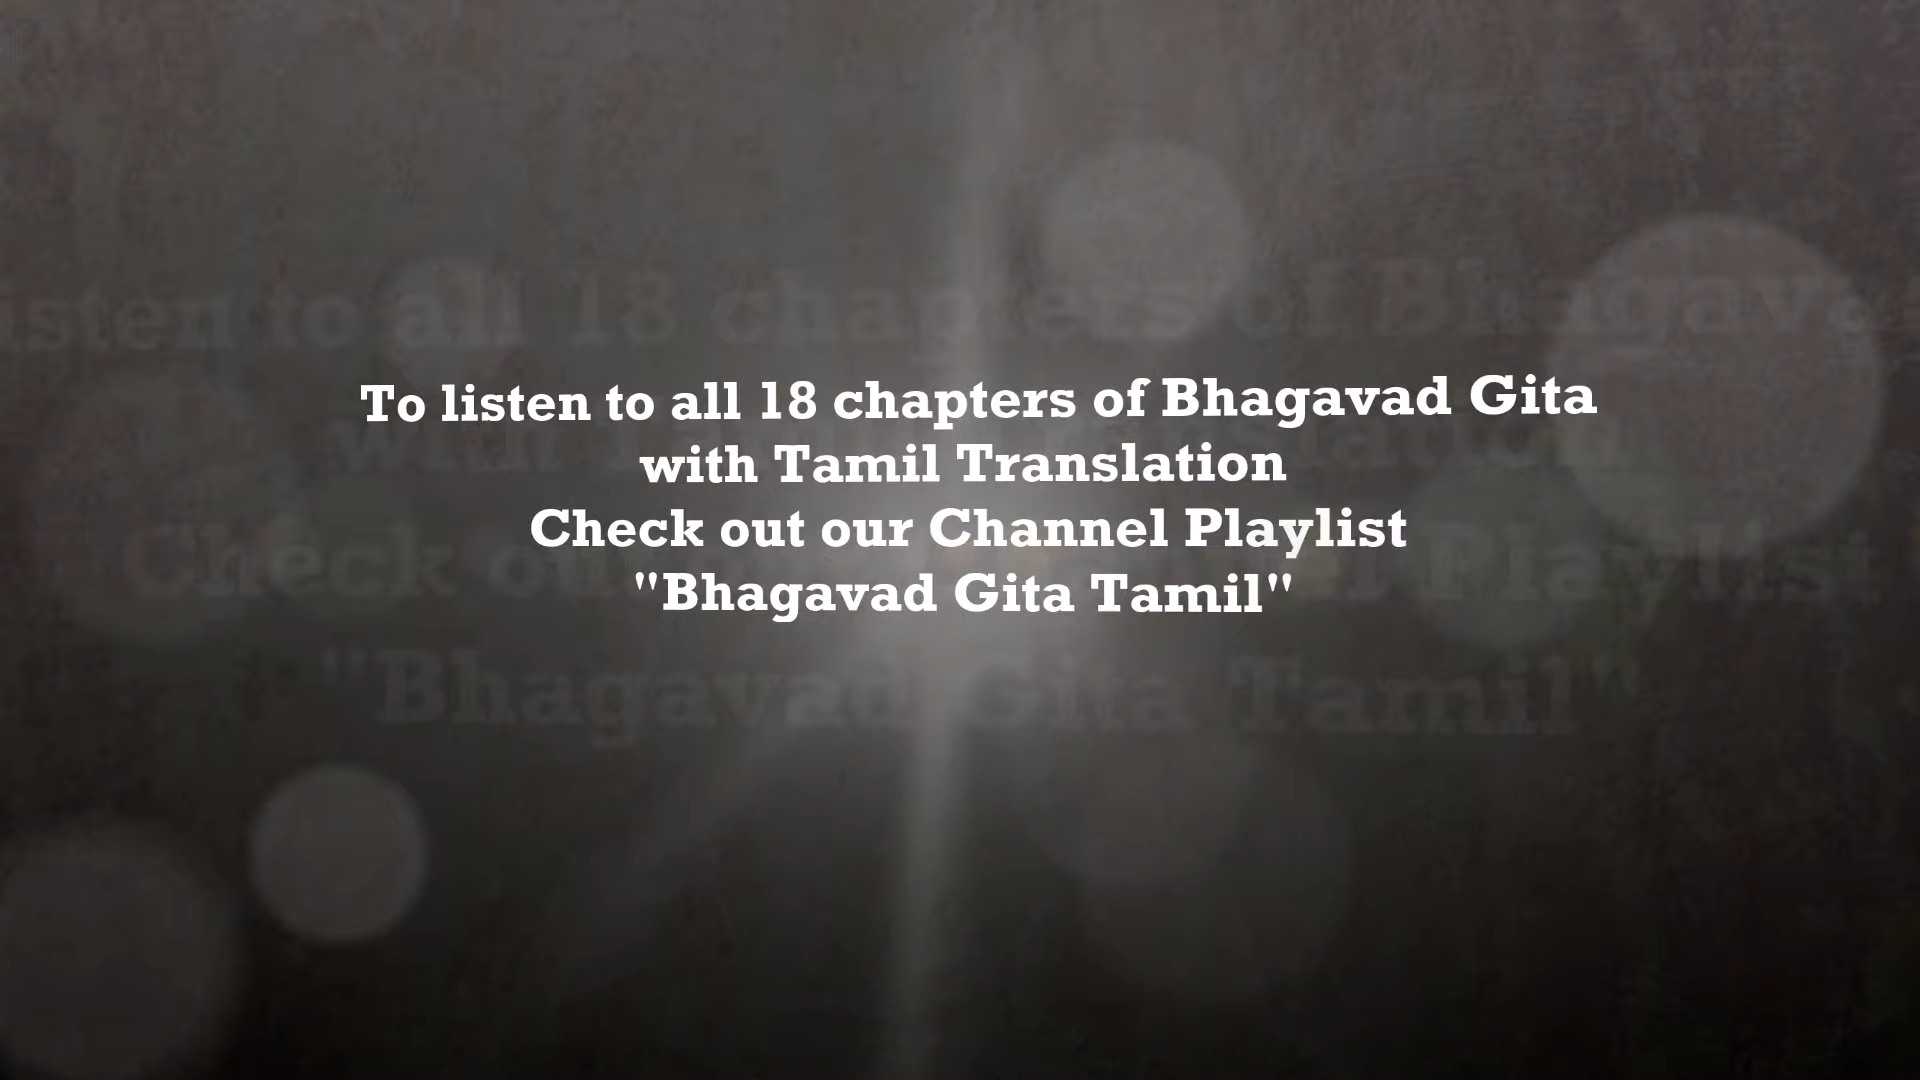 To listen to all 18 chapters of Bhagavad Gita
with Tamil Translation
Check out our Channel Playlist
"Bhagavad Gita Tamil"